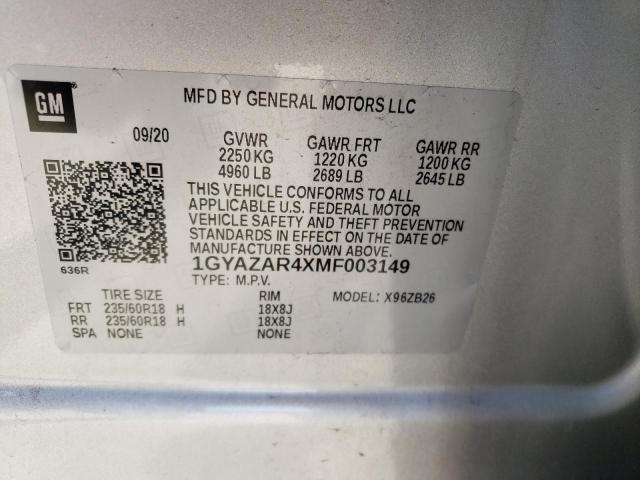 GM
MFD BY GENERAL MOTORS LLC
09/20 GVWR GAWR FRT GAWR RR
2250 KG 1220 KG 1200 KG
4960 LB 2689 LB 2645 LB
THIS VEHICLE CONFORMS TO ALL
APPLICABLE U.S. FEDERAL MOTOR
VEHICLE SAFETY AND THEFT PREVENTION
STANDARDS IN EFFECT ON THE DATE OF
MANUFACTURE SHOWN ABOVE.
636R 1GYAZAR4XMF003149
TYPE: M.P.V.
TIRE SIZE RIM MODEL: X96ZB26
FRT 235/60R18 H 18X8J
RR 235/60R18 H 18X8J
SPA NONE NONE